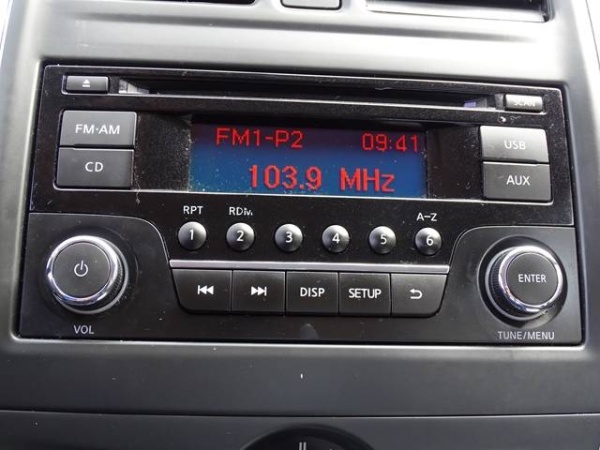 SCAN
FM·AM
CD
FM1-P2 09:41
103.9 MHz
USB
AUX
RPT RDM A-Z
1 2 3 4 5 6
DISP SETUP
ENTER
VOL
TUNE/MENU